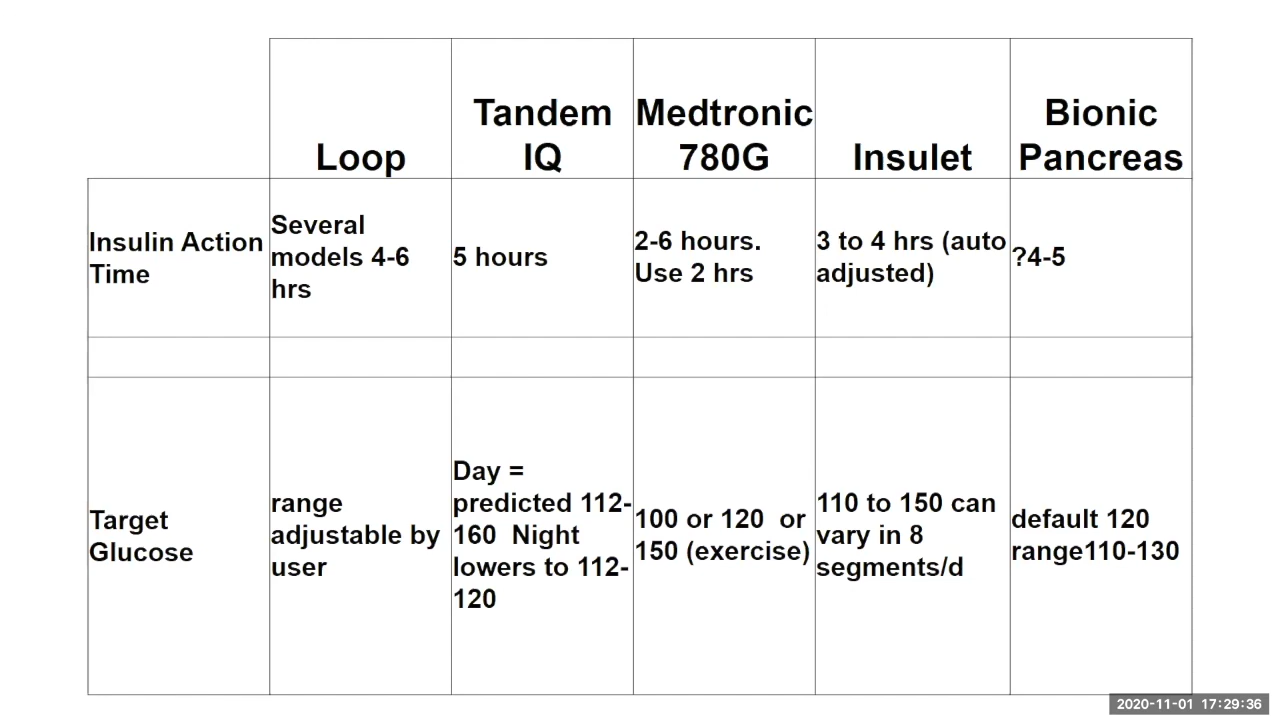 Loop
Tandem
IQ
Medtronic
780G
Insulet
Bionic
Pancreas
Insulin Action
Time
Several
models 4-6
hrs
5 hours
2-6 hours.
Use 2 hrs
3 to 4 hrs (auto
adjusted)
?4-5
Target
Glucose
range
adjustable by
user
Day =
predicted 112-
160  Night
lowers to 112-
120
100 or 120  or
150 (exercise)
110 to 150 can
vary in 8
segments/d
default 120
range110-130
2020-11-01  17:29:36